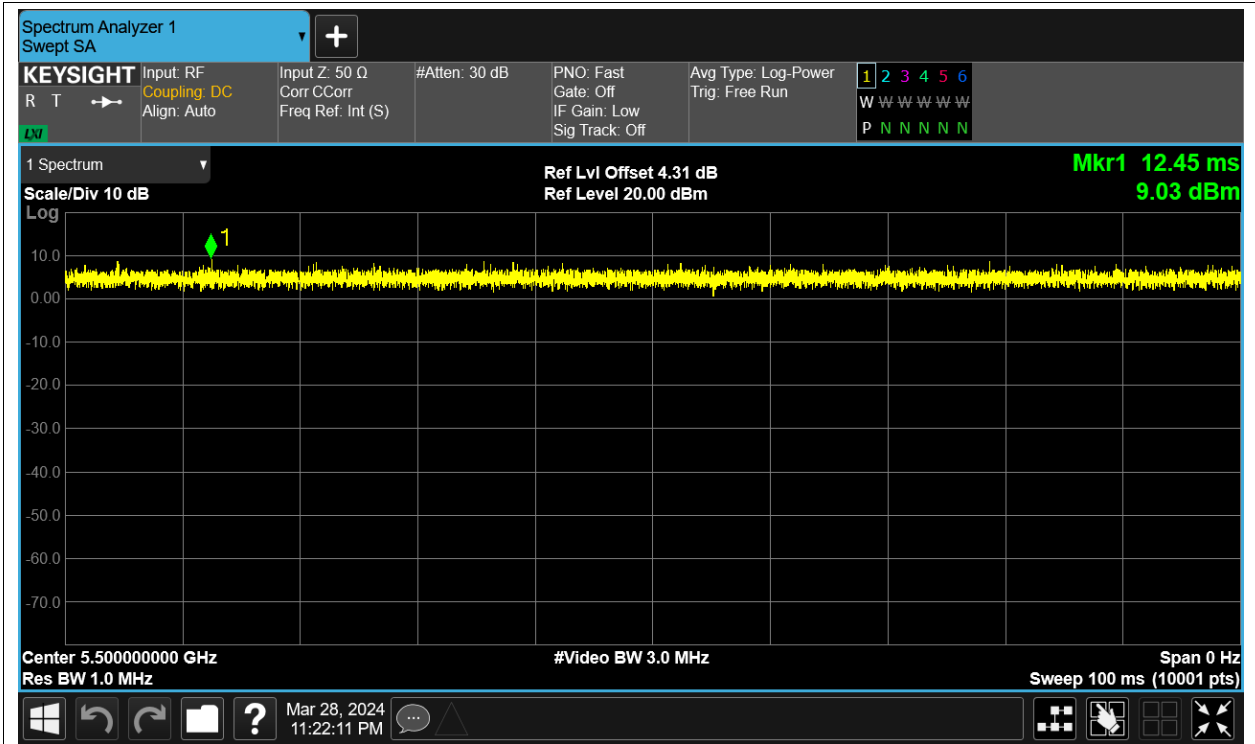 Spectrum Analyzer 1
Swept SA
KEYSIGHT
R T
LXI
Input: RF
Coupling: DC
Align: Auto
Input Z: 50 Ω
Corr CCorr
Freq Ref: Int (S)
#Atten: 30 dB
PNO: Fast
Gate: Off
IF Gain: Low
Sig Track: Off
Avg Type: Log-Power
Trig: Free Run
1 2 3 4 5 6
W W W W W W
P N N N N N
1 Spectrum
Scale/Div 10 dB
Log
Ref Lvl Offset 4.31 dB
Ref Level 20.00 dBm
Mkr1 12.45 ms
9.03 dBm
1
10.0
0.00
-10.0
-20.0
-30.0
-40.0
-50.0
-60.0
-70.0
Center 5.500000000 GHz
#Video BW 3.0 MHz
Span 0 Hz
Res BW 1.0 MHz
Sweep 100 ms (10001 pts)
?
Mar 28, 2024
11:22:11 PM